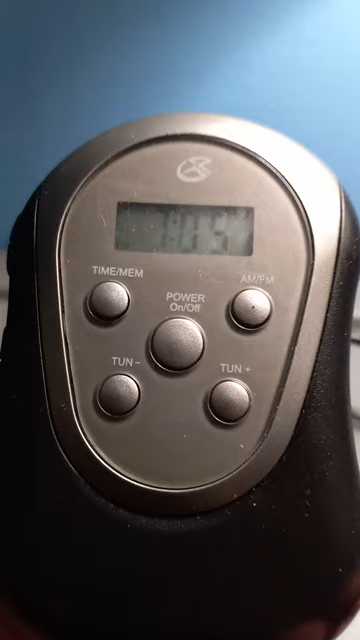 TIME/MEM
AM/FM
POWER
On/Off
TUN -
TUN +